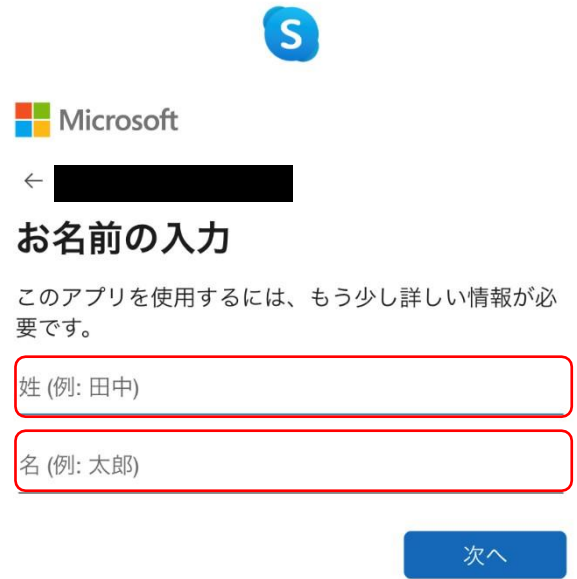 S
Microsoft
←
お名前の入力
このアプリを使用するには、もう少し詳しい情報が必
要です。
姓 (例: 田中)
名 (例: 太郎)
次へ